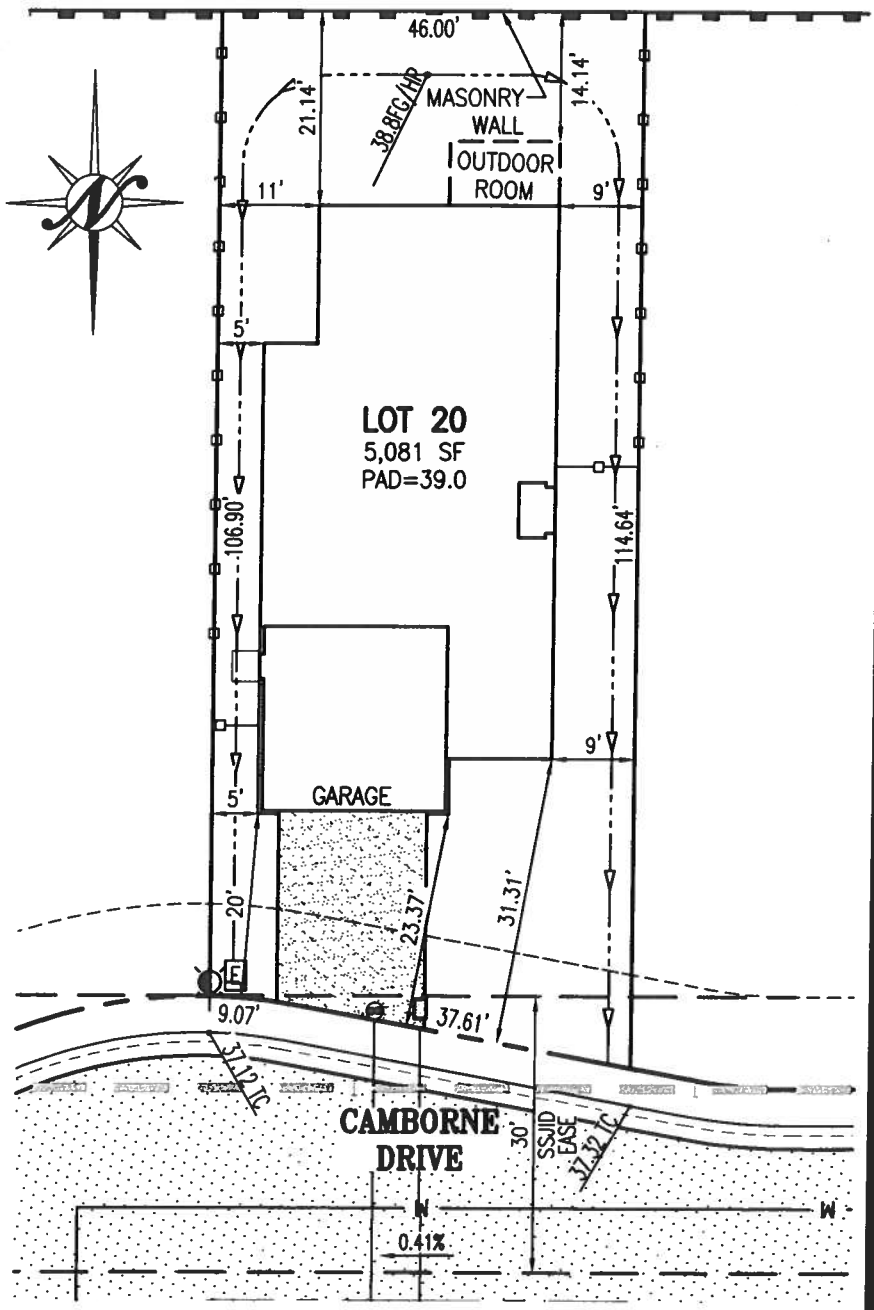 46.00'
21.14'
38.8FG/HP
MASONRY
WALL
14.14'
OUTDOOR
ROOM
N
11'
9'
5'
LOT 20
5,081 SF
PAD=39.0
106.90'
114.64'
9'
5'
GARAGE
20'
23.37'
31.31'
E
9.07'
37.61'
37.12 TC
CAMBORNE
DRIVE
30'
SSJID
EASE
37.32 TC
W
W
0.41%